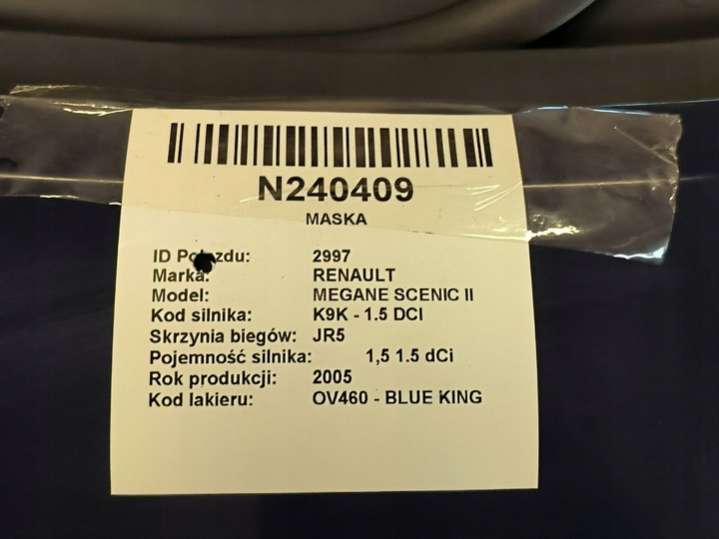 N240409
MASKA
ID Pojazdu: 2997
Marka: RENAULT
Model: MEGANE SCENIC II
Kod silnika: K9K - 1.5 DCI
Skrzynia biegów: JR5
Pojemność silnika: 1,5 1.5 dCi
Rok produkcji: 2005
Kod lakieru: OV460 - BLUE KING